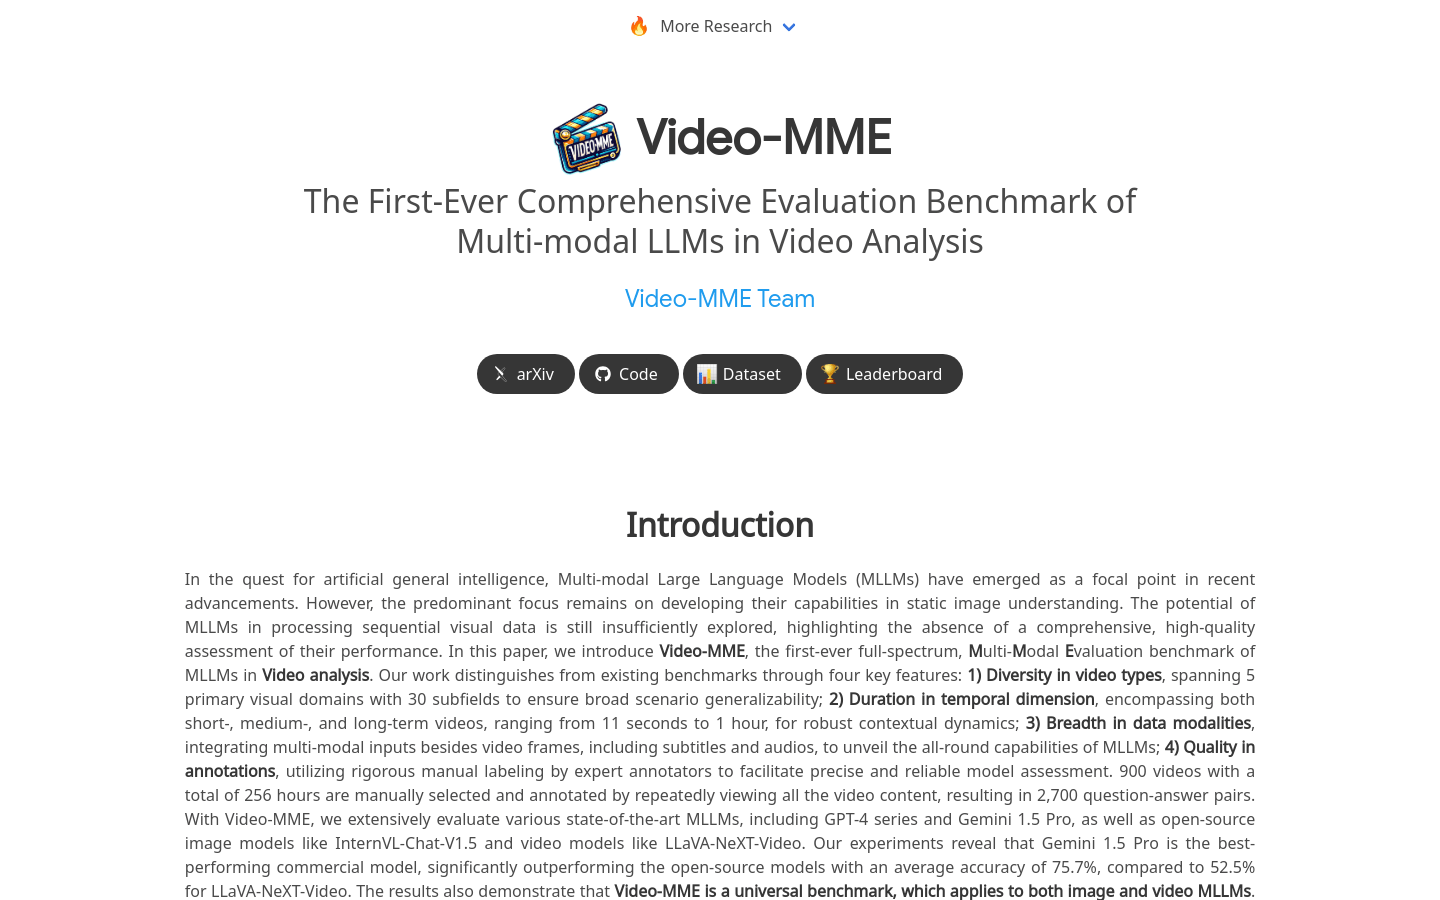 🔥 More Research
VIDEO-MME
Video-MME
The First-Ever Comprehensive Evaluation Benchmark of
Multi-modal LLMs in Video Analysis
Video-MME Team
arXiv Code Dataset Leaderboard
Introduction
In the quest for artificial general intelligence, Multi-modal Large Language Models (MLLMs) have emerged as a focal point in recent
advancements. However, the predominant focus remains on developing their capabilities in static image understanding. The potential of
MLLMs in processing sequential visual data is still insufficiently explored, highlighting the absence of a comprehensive, high-quality
assessment of their performance. In this paper, we introduce Video-MME, the first-ever full-spectrum, Multi-Modal Evaluation benchmark of
MLLMs in Video analysis. Our work distinguishes from existing benchmarks through four key features: 1) Diversity in video types, spanning 5
primary visual domains with 30 subfields to ensure broad scenario generalizability; 2) Duration in temporal dimension, encompassing both
short-, medium-, and long-term videos, ranging from 11 seconds to 1 hour, for robust contextual dynamics; 3) Breadth in data modalities,
integrating multi-modal inputs besides video frames, including subtitles and audios, to unveil the all-round capabilities of MLLMs; 4) Quality in
annotations, utilizing rigorous manual labeling by expert annotators to facilitate precise and reliable model assessment. 900 videos with a
total of 256 hours are manually selected and annotated by repeatedly viewing all the video content, resulting in 2,700 question-answer pairs.
With Video-MME, we extensively evaluate various state-of-the-art MLLMs, including GPT-4 series and Gemini 1.5 Pro, as well as open-source
image models like InternVL-Chat-V1.5 and video models like LLaVA-NeXT-Video. Our experiments reveal that Gemini 1.5 Pro is the best-
performing commercial model, significantly outperforming the open-source models with an average accuracy of 75.7%, compared to 52.5%
for LLaVA-NeXT-Video. The results also demonstrate that Video-MME is a universal benchmark, which applies to both image and video MLLMs.